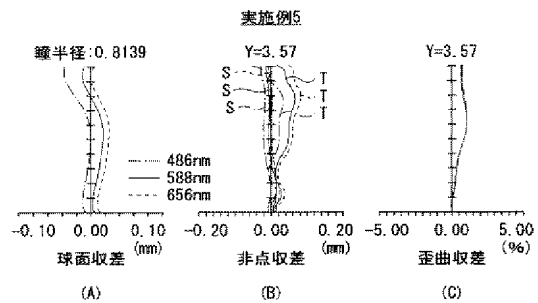 実施例5
瞳半径:0.8139
Y=3.57
Y=3.57
S
T
S
T
S
T
486nm
588nm
656nm
-0.10 0.00 0.10
(mm)
-0.20 0.00 0.20
(mm)
-5.00 0.00 5.00
(%)
球面収差
非点収差
歪曲収差
(A)
(B)
(C)